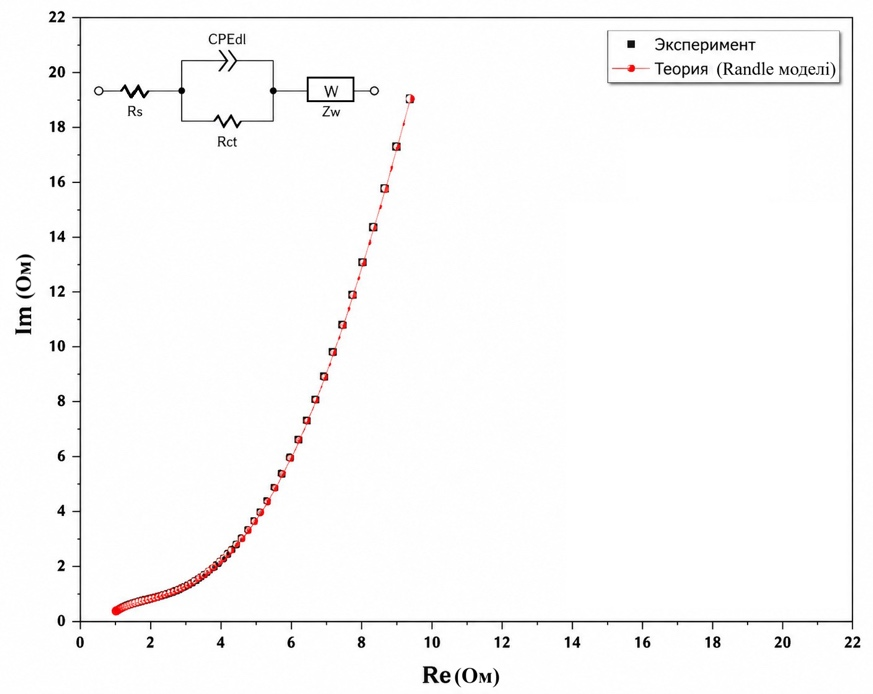 22
20
18
16
14
12
10
8
6
4
2
0
Im (Ом)
CPEdl
Rs
Rct
W
Zw
Эксперимент
Теория (Randle моделі)
0 2 4 6 8 10 12 14 16 18 20 22
Re (Ом)